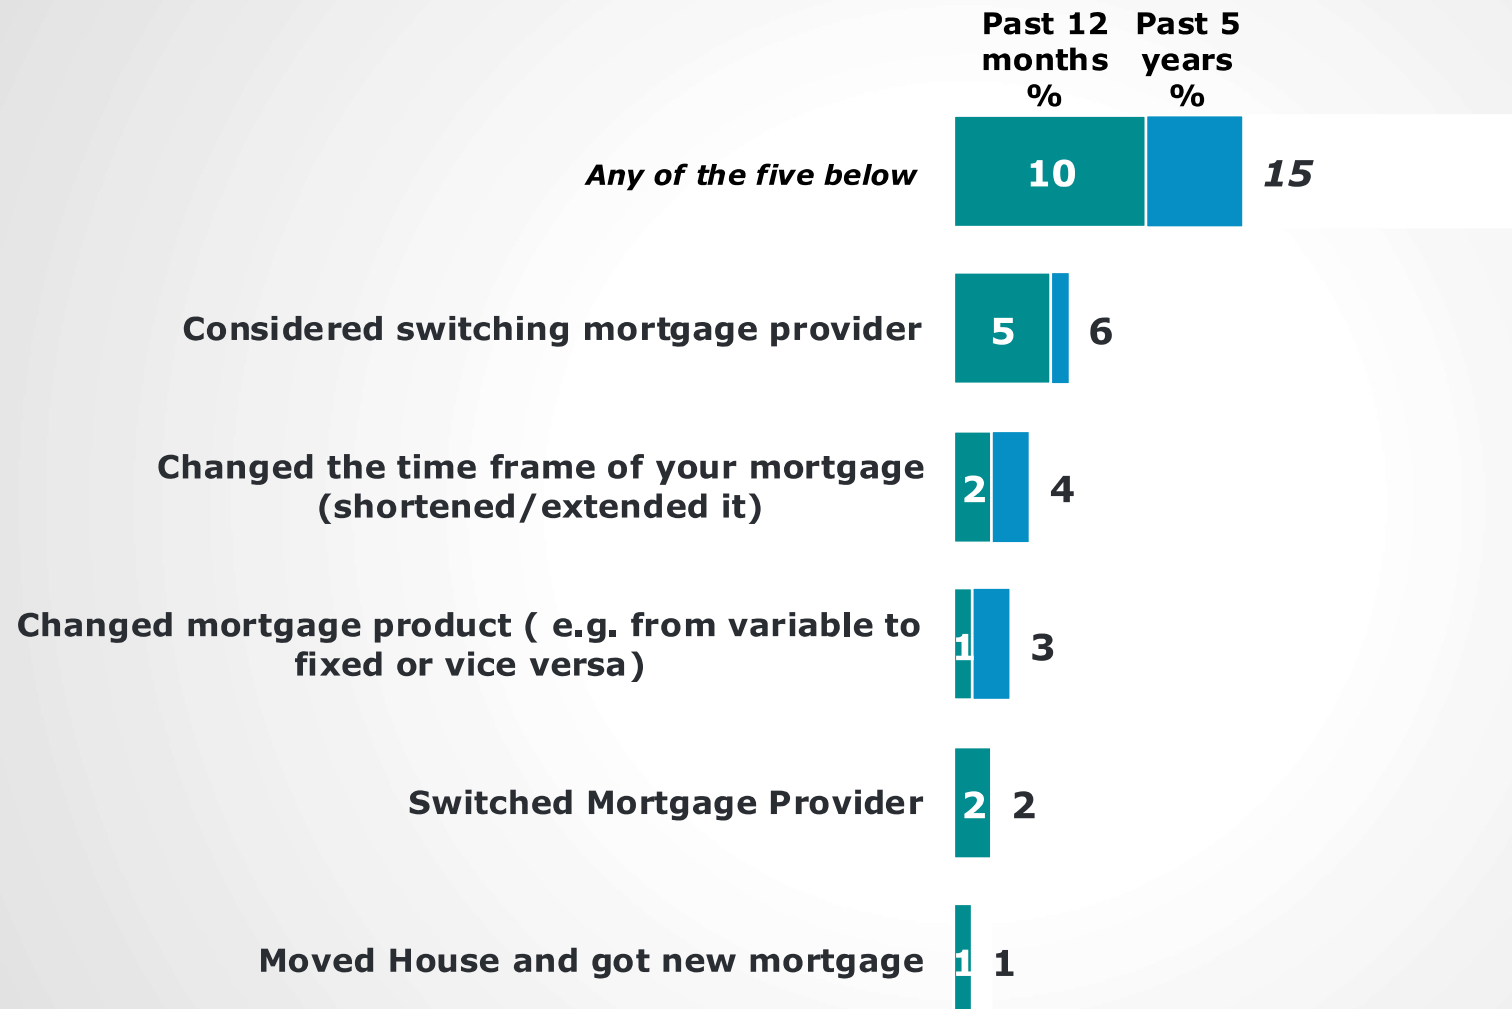 Past 12 Past 5
months years
% %
Any of the five below 10 15
Considered switching mortgage provider 5 6
Changed the time frame of your mortgage
(shortened/extended it) 2 4
Changed mortgage product ( e.g. from variable to
fixed or vice versa) 1 3
Switched Mortgage Provider 2 2
Moved House and got new mortgage 1 1